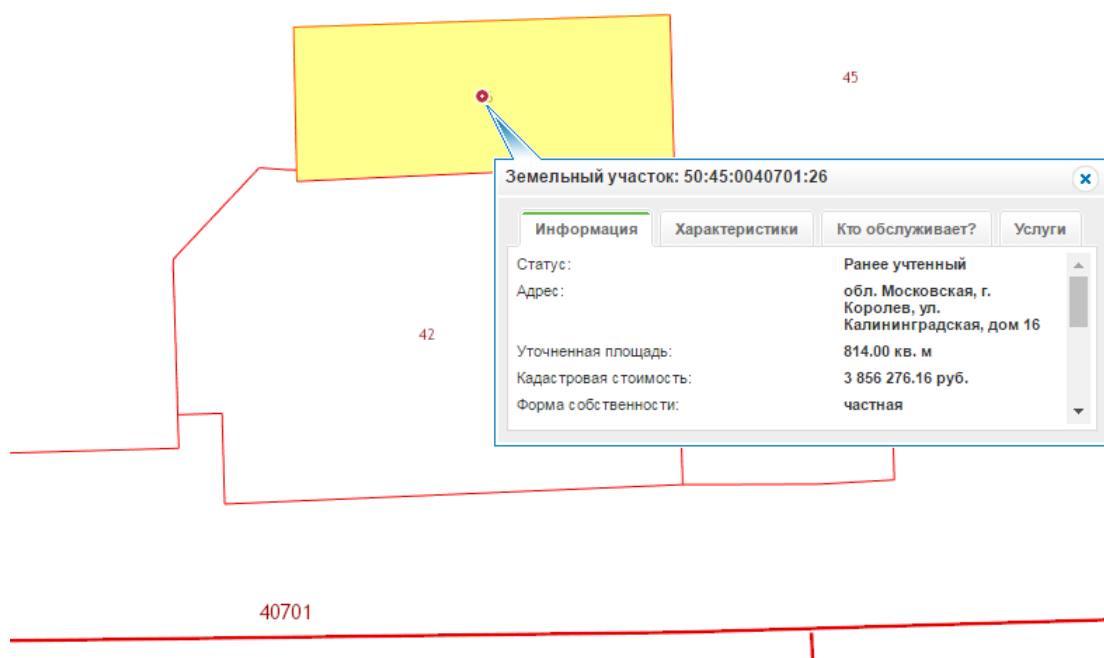 45
Земельный участок: 50:45:0040701:26
Информация Характеристики Кто обслуживает? Услуги
Статус: Ранее учтенный
Адрес: обл. Московская, г.
Королев, ул.
Калининградская, дом 16
42
Уточненная площадь: 814.00 кв. м
Кадастровая стоимость: 3 856 276.16 руб.
Форма собственности: частная
40701